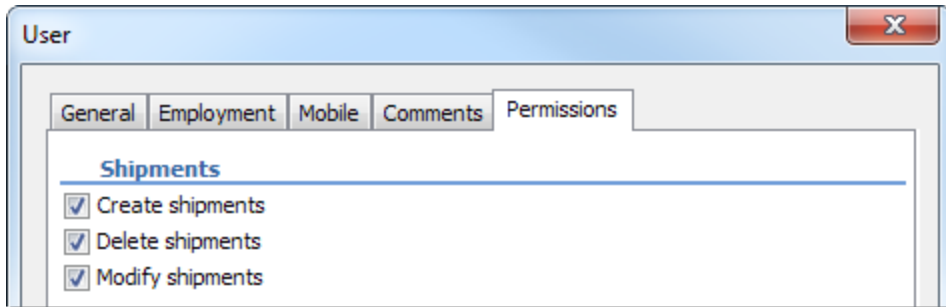 User
General Employment Mobile Comments Permissions
Shipments
Create shipments
Delete shipments
Modify shipments